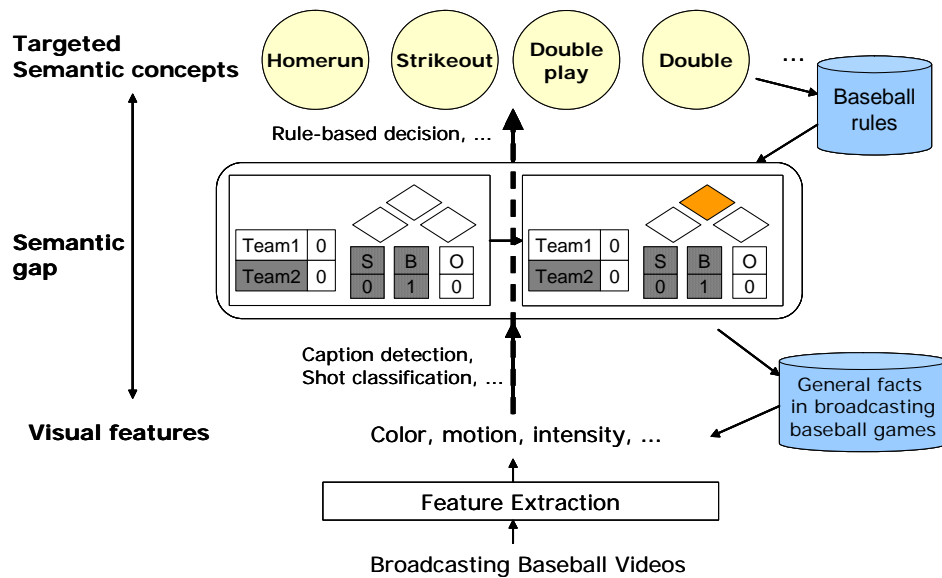 Targeted
Semantic concepts
Homerun
Strikeout
Double
play
Double
...
Baseball
rules
Rule-based decision, ...
Semantic
gap
Team1 0
Team2 0
S B O
0 1 0
Team1 0
Team2 0
S B O
0 1 0
Caption detection,
Shot classification, ...
General facts
in broadcasting
baseball games
Visual features
Color, motion, intensity, ...
Feature Extraction
Broadcasting Baseball Videos